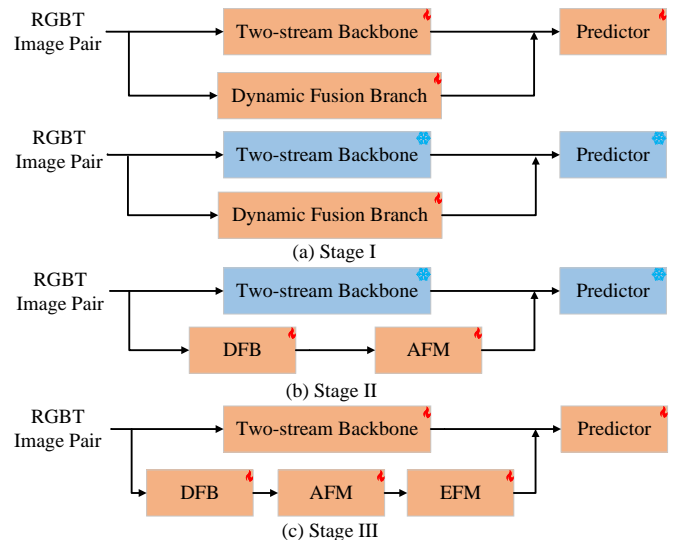 RGBT
Image Pair
Two-stream Backbone
Predictor
Dynamic Fusion Branch
RGBT
Image Pair
Two-stream Backbone
Predictor
Dynamic Fusion Branch
(a) Stage I
RGBT
Image Pair
Two-stream Backbone
Predictor
DFB
AFM
(b) Stage II
RGBT
Image Pair
Two-stream Backbone
Predictor
DFB
AFM
EFM
(c) Stage III